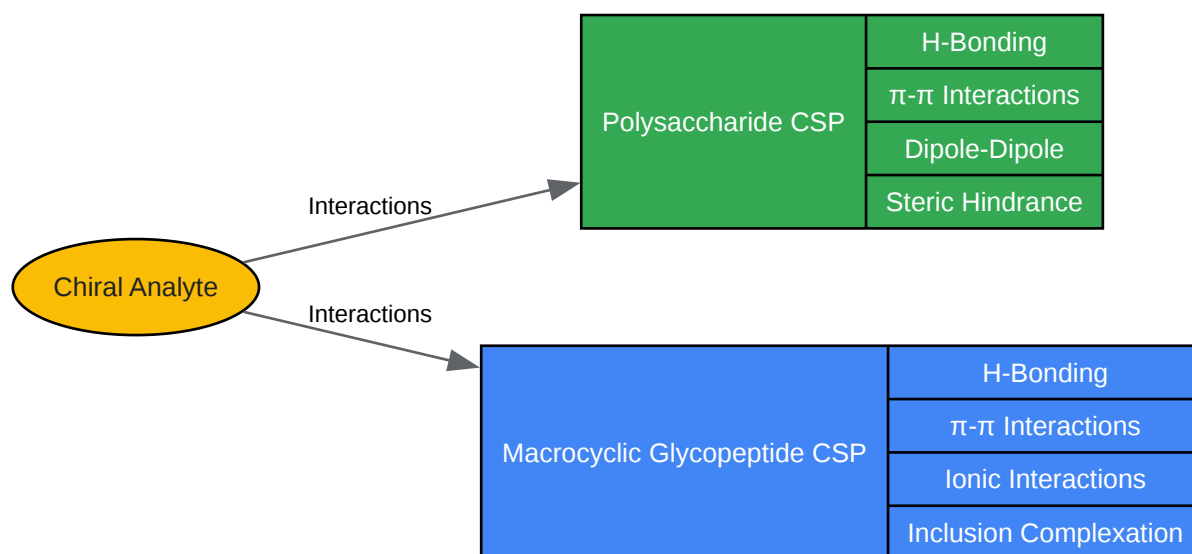 Chiral Analyte
Interactions
Interactions
Polysaccharide CSP
H-Bonding
π-π Interactions
Dipole-Dipole
Steric Hindrance
Macrocyclic Glycopeptide CSP
H-Bonding
π-π Interactions
Ionic Interactions
Inclusion Complexation